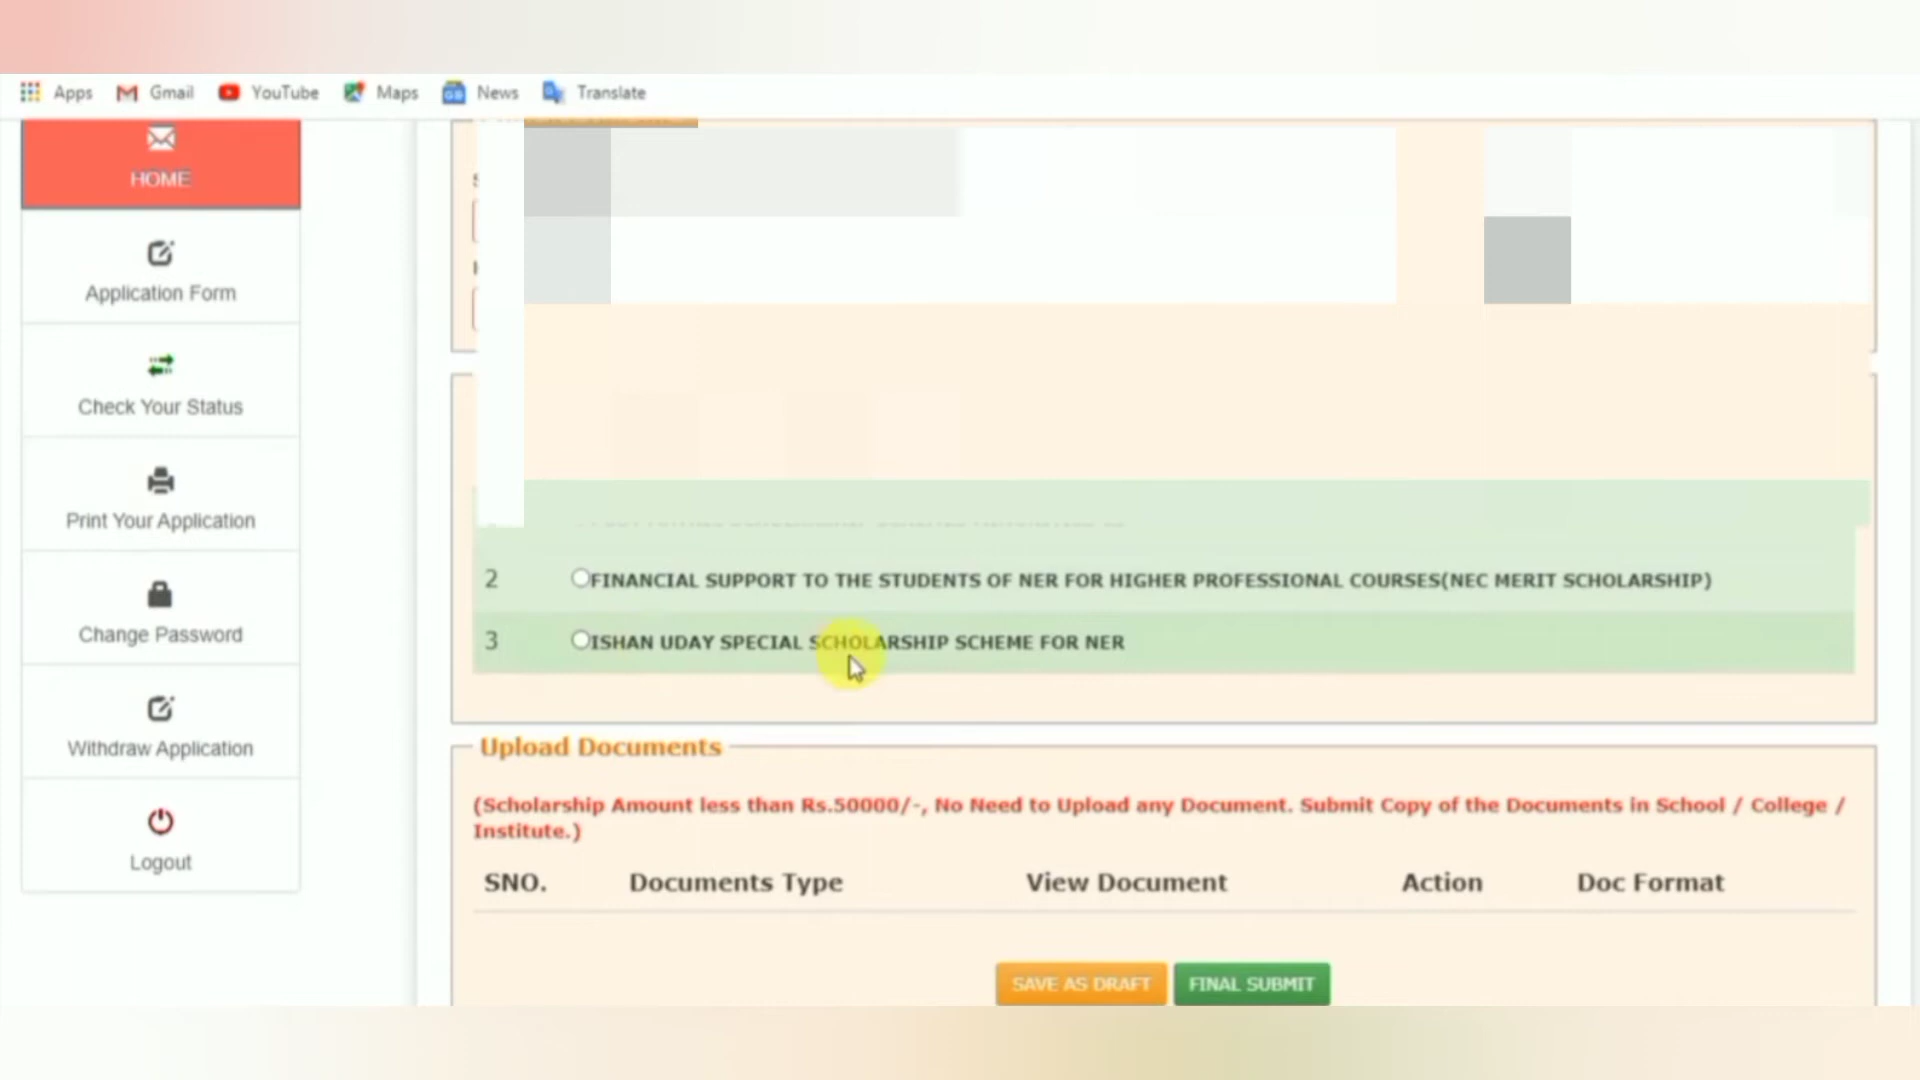 Apps Gmail YouTube Maps News Translate
HOME
Application Form
Check Your Status
Print Your Application
Change Password
Withdraw Application
Logout
2 FINANCIAL SUPPORT TO THE STUDENTS OF NER FOR HIGHER PROFESSIONAL COURSES(NEC MERIT SCHOLARSHIP)
3 ISHAN UDAY SPECIAL SCHOLARSHIP SCHEME FOR NER
Upload Documents
(Scholarship Amount less than Rs.50000/-, No Need to Upload any Document. Submit Copy of the Documents in School / College /
Institute.)
SNO. Documents Type View Document Action Doc Format
SAVE AS DRAFT FINAL SUBMIT